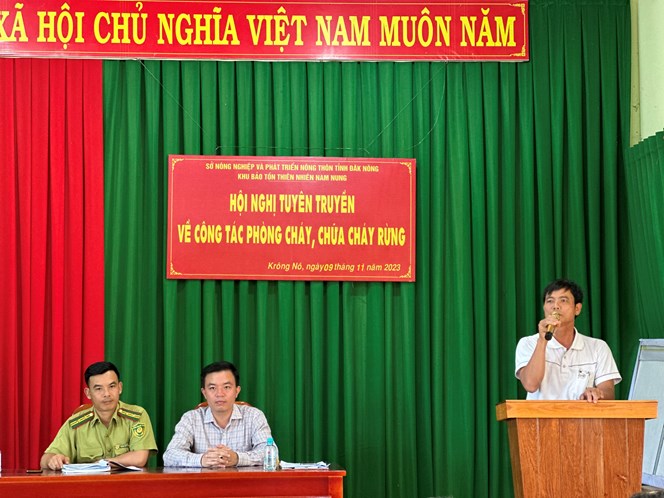 XÃ HỘI CHỦ NGHĨA VIỆT NAM MUÔN NĂM
SỞ NÔNG NGHIỆP VÀ PHÁT TRIỂN NÔNG THÔN TỈNH ĐĂK NÔNG
KHU BẢO TỒN THIÊN NHIÊN NAM NUNG
HỘI NGHỊ TUYÊN TRUYỀN
VỀ CÔNG TÁC PHÒNG CHÁY, CHỮA CHÁY RỪNG
Krông Nô, ngày 09 tháng 11 năm 2023